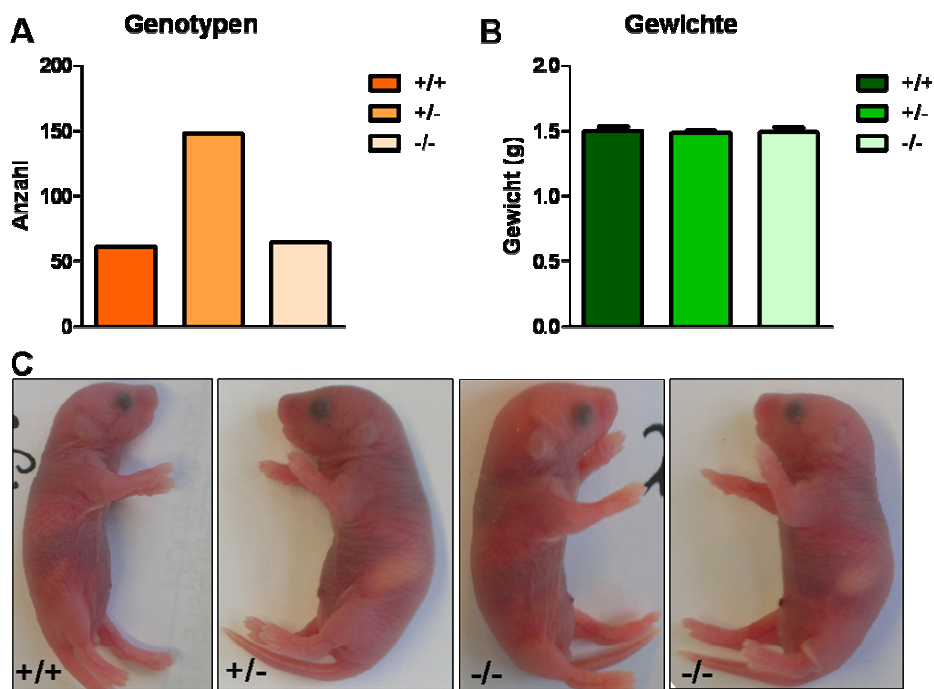 A
Genotypen
200
150
100
50
0
Anzahl
+/+
+/-
-/-
B
Gewichte
2.0
1.5
1.0
0.5
0.0
Gewicht (g)
+/+
+/-
-/-
C
+/+
+/-
-/-
-/-